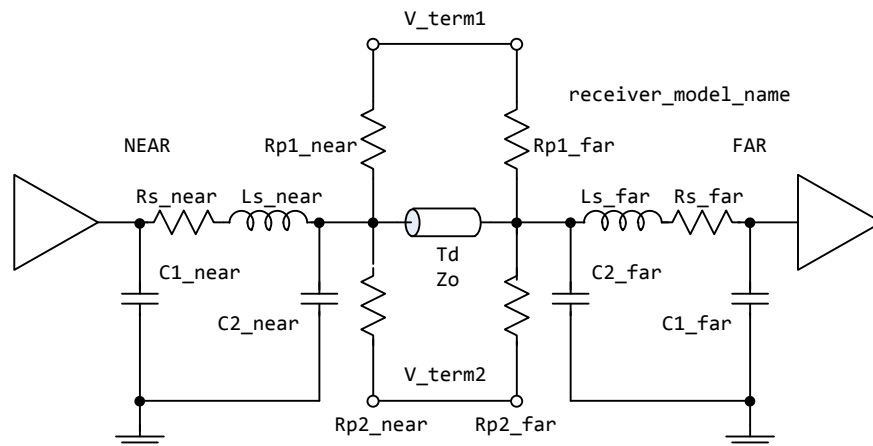 V_term1
receiver_model_name
NEAR
Rp1_near
Rp1_far
FAR
Rs_near
Ls_near
Ls_far
Rs_far
Td
Zo
C1_near
C2_far
C2_near
C1_far
V_term2
Rp2_near
Rp2_far